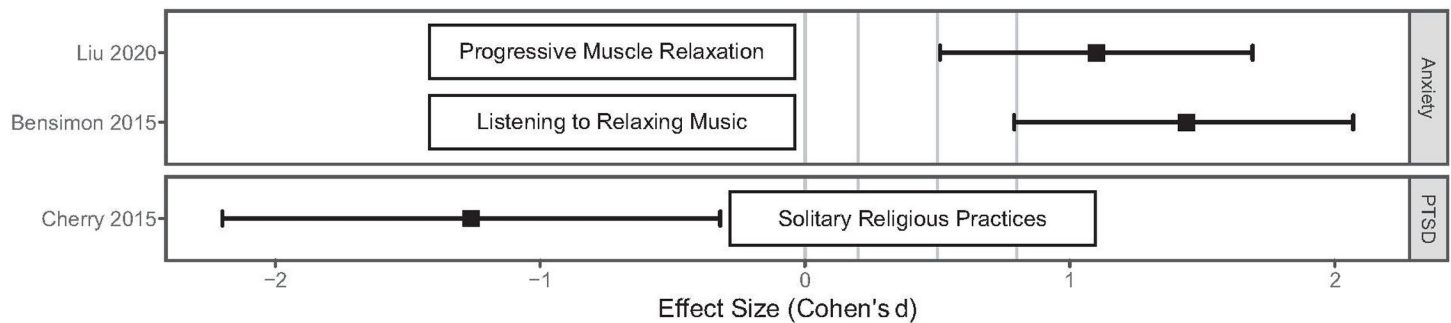 Liu 2020
Progressive Muscle Relaxation
Bensimon 2015
Listening to Relaxing Music
Anxiety
Cherry 2015
Solitary Religious Practices
PTSD
−2 −1 0 1 2
Effect Size (Cohen's d)